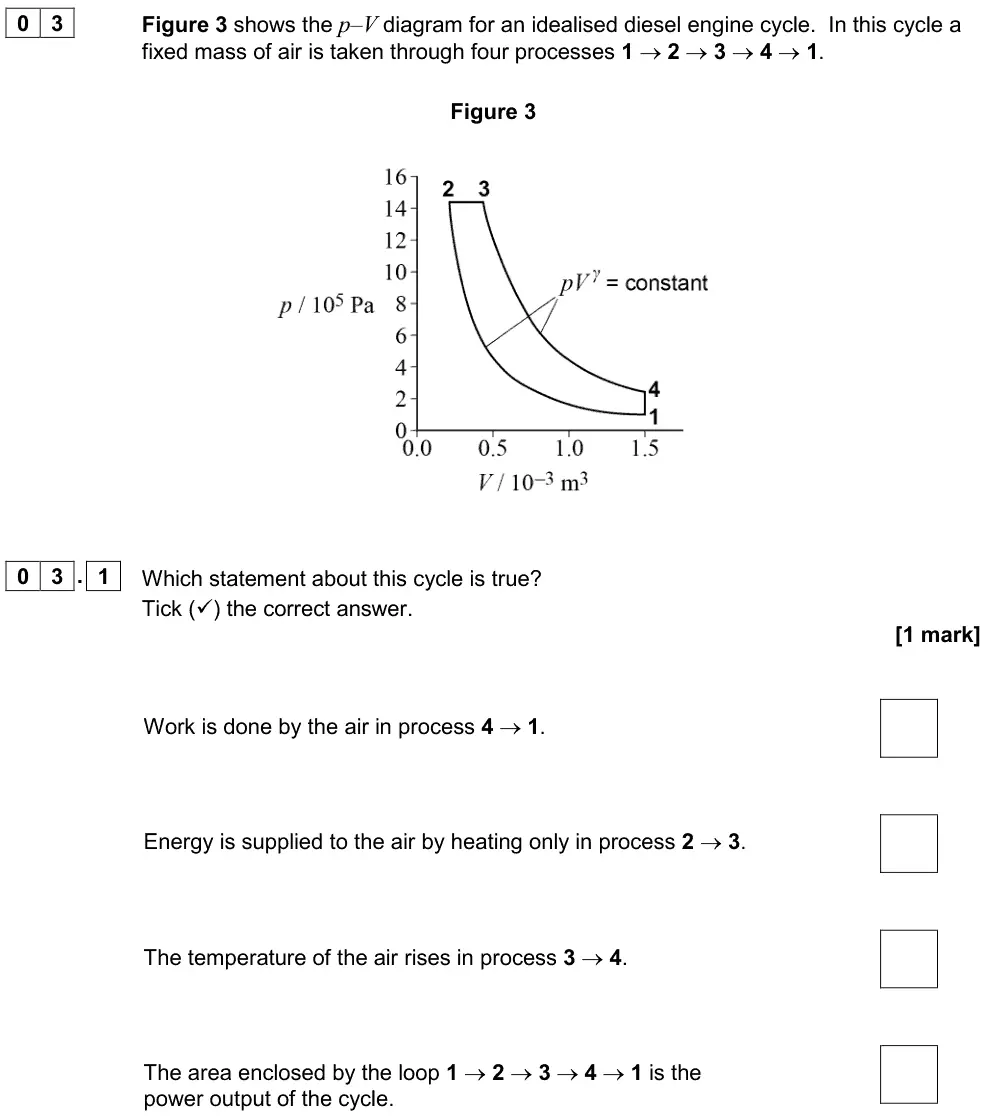 0 3 Figure 3 shows the p–V diagram for an idealised diesel engine cycle. In this cycle a
fixed mass of air is taken through four processes 1 → 2 → 3 → 4 → 1.
Figure 3
16
14
12
10
8
6
4
2
0
p / 10⁵ Pa
2 3
pVᵞ = constant
4
1
0.0 0.5 1.0 1.5
V / 10⁻³ m³
0 3 . 1 Which statement about this cycle is true?
Tick (✓) the correct answer.
[1 mark]
Work is done by the air in process 4 → 1.
Energy is supplied to the air by heating only in process 2 → 3.
The temperature of the air rises in process 3 → 4.
The area enclosed by the loop 1 → 2 → 3 → 4 → 1 is the
power output of the cycle.